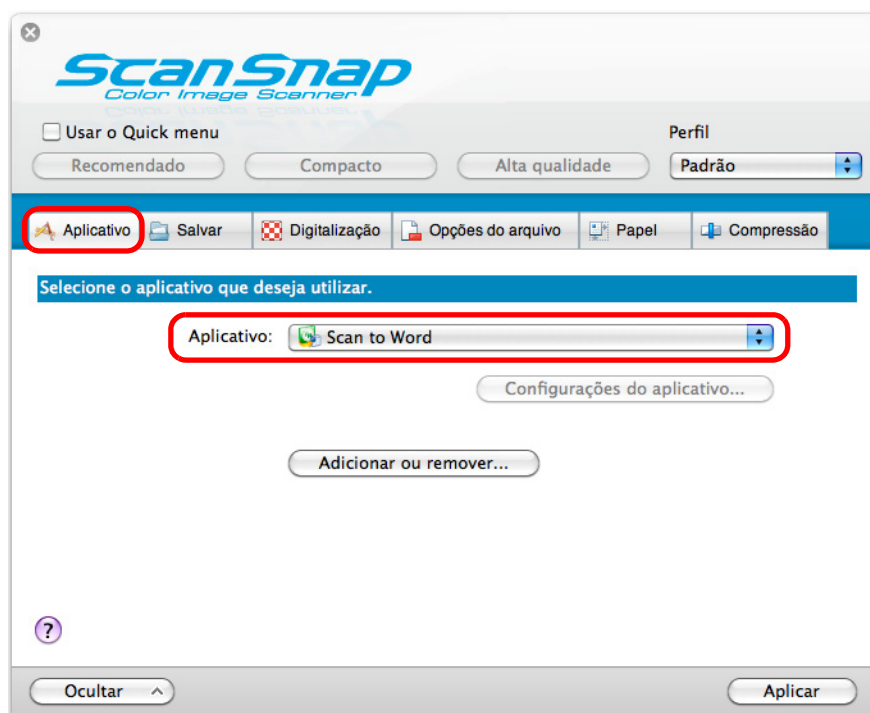 ScanSnap
Color Image Scanner
Usar o Quick menu
Perfil
Recomendado Compacto Alta qualidade Padrão
Aplicativo Salvar Digitalização Opções do arquivo Papel Compressão
Selecione o aplicativo que deseja utilizar.
Aplicativo: Scan to Word
Configurações do aplicativo...
Adicionar ou remover...
?
Ocultar Aplicar